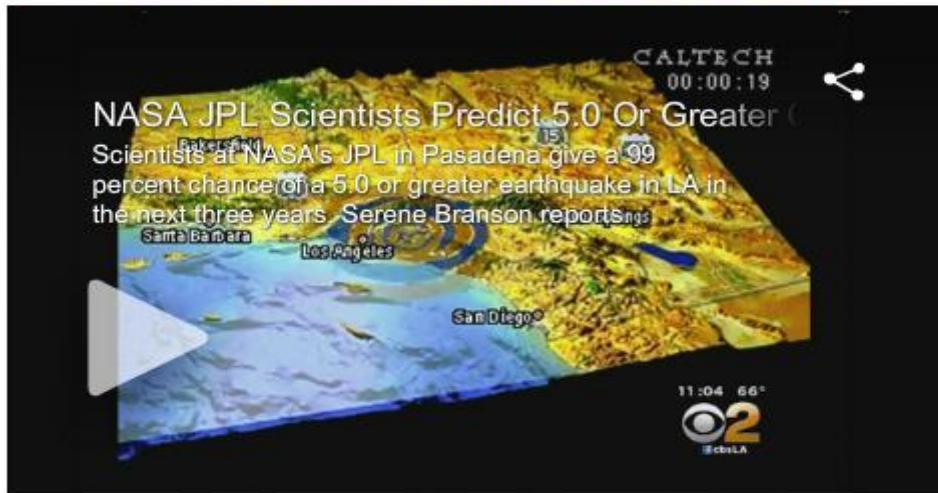 CALTECH
00:00:19
NASA JPL Scientists Predict 5.0 Or Greater
15
Bakersfield
Scientists at NASA's JPL in Pasadena give a 99
percent chance of a 5.0 or greater earthquake in LA in
the next three years. Serene Branson reports.
Santa Barbara
Los Angeles
San Diego
11:04 66°
2
cbsLA